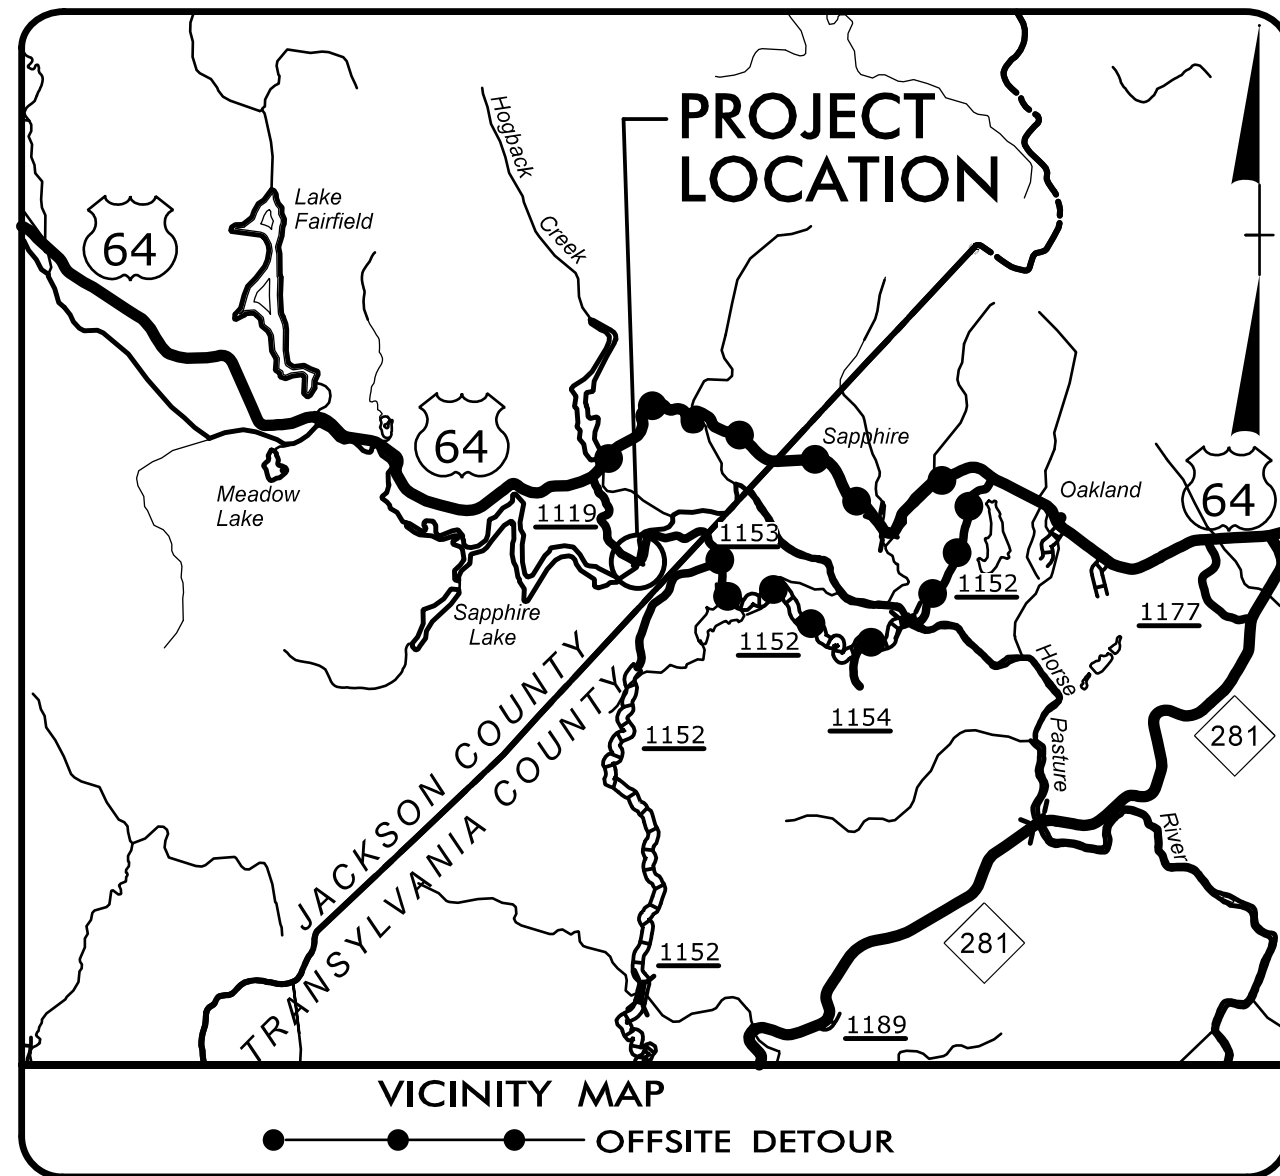 PROJECT
LOCATION
Hogback
Creek
Lake
Fairfield
64
64
Sapphire
Oakland
64
Meadow
Lake
1119
1153
1152
Sapphire
Lake
1152
1177
Horse
Pasture
River
1154
1152
281
JACKSON COUNTY
TRANSYLVANIA COUNTY
281
1152
1189
VICINITY MAP
OFFSITE DETOUR